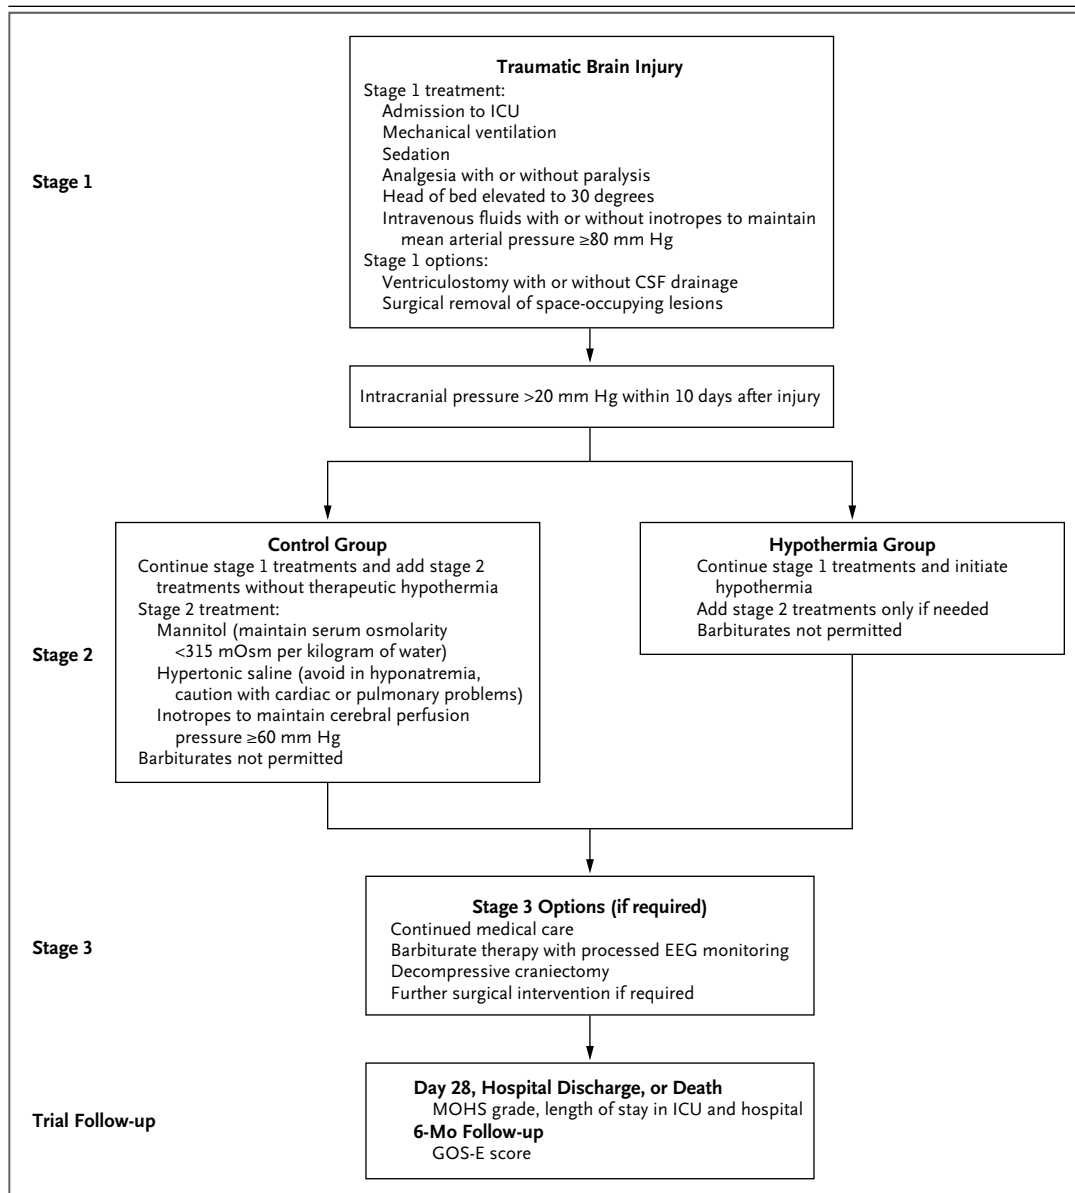 Traumatic Brain Injury
Stage 1 treatment:
Admission to ICU
Mechanical ventilation
Sedation
Analgesia with or without paralysis
Head of bed elevated to 30 degrees
Intravenous fluids with or without inotropes to maintain
mean arterial pressure ≥80 mm Hg
Stage 1 options:
Ventriculostomy with or without CSF drainage
Surgical removal of space-occupying lesions
Stage 1
Intracranial pressure >20 mm Hg within 10 days after injury
Control Group
Continue stage 1 treatments and add stage 2
treatments without therapeutic hypothermia
Stage 2 treatment:
Mannitol (maintain serum osmolarity
<315 mOsm per kilogram of water)
Hypertonic saline (avoid in hyponatremia,
caution with cardiac or pulmonary problems)
Inotropes to maintain cerebral perfusion
pressure ≥60 mm Hg
Barbiturates not permitted
Hypothermia Group
Continue stage 1 treatments and initiate
hypothermia
Add stage 2 treatments only if needed
Barbiturates not permitted
Stage 2
Stage 3 Options (if required)
Continued medical care
Barbiturate therapy with processed EEG monitoring
Decompressive craniectomy
Further surgical intervention if required
Stage 3
Day 28, Hospital Discharge, or Death
MOHS grade, length of stay in ICU and hospital
6-Mo Follow-up
GOS-E score
Trial Follow-up